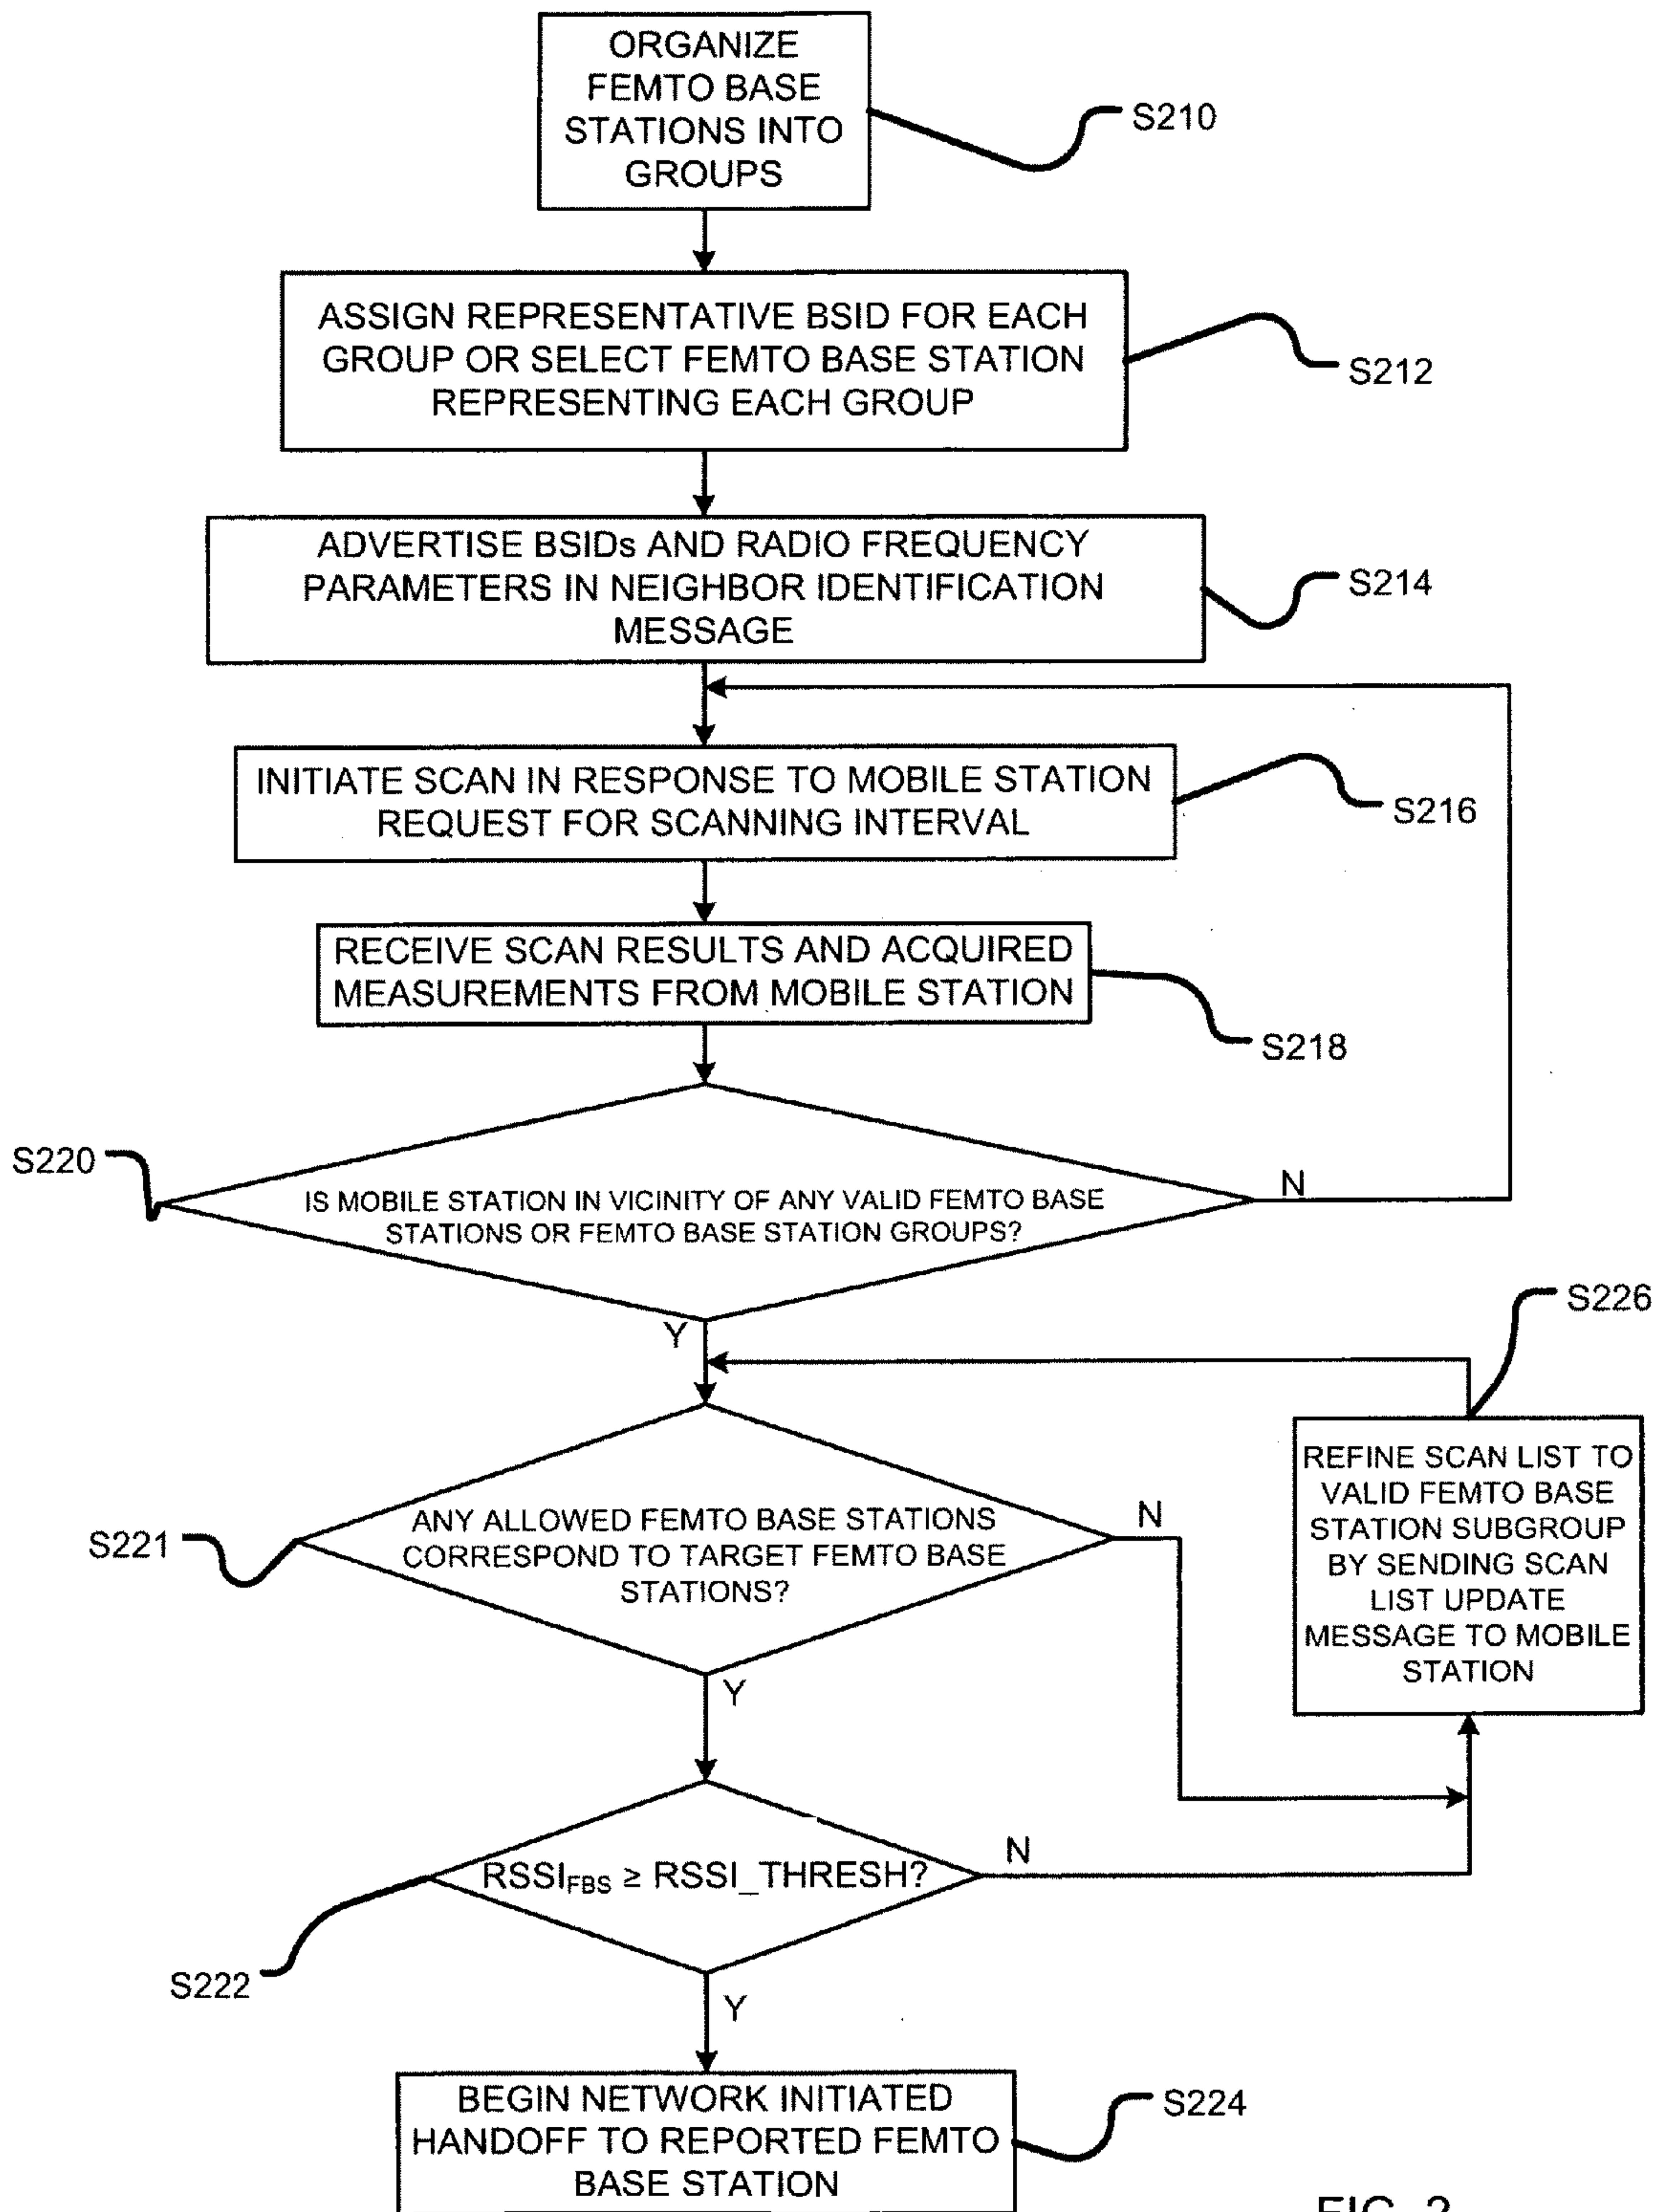 ORGANIZE
FEMTO BASE
STATIONS INTO
GROUPS
S210
ASSIGN REPRESENTATIVE BSID FOR EACH
GROUP OR SELECT FEMTO BASE STATION
REPRESENTING EACH GROUP
S212
ADVERTISE BSIDs AND RADIO FREQUENCY
PARAMETERS IN NEIGHBOR IDENTIFICATION
MESSAGE
S214
INITIATE SCAN IN RESPONSE TO MOBILE STATION
REQUEST FOR SCANNING INTERVAL
S216
RECEIVE SCAN RESULTS AND ACQUIRED
MEASUREMENTS FROM MOBILE STATION
S218
S220
IS MOBILE STATION IN VICINITY OF ANY VALID FEMTO BASE
STATIONS OR FEMTO BASE STATION GROUPS?
N
Y
S226
REFINE SCAN LIST TO
VALID FEMTO BASE
STATION SUBGROUP
BY SENDING SCAN
LIST UPDATE
MESSAGE TO MOBILE
STATION
S221
ANY ALLOWED FEMTO BASE STATIONS
CORRESPOND TO TARGET FEMTO BASE
STATIONS?
N
Y
RSSI_FBS ≥ RSSI_THRESH?
N
S222
Y
BEGIN NETWORK INITIATED
HANDOFF TO REPORTED FEMTO
BASE STATION
S224
FIG. 2